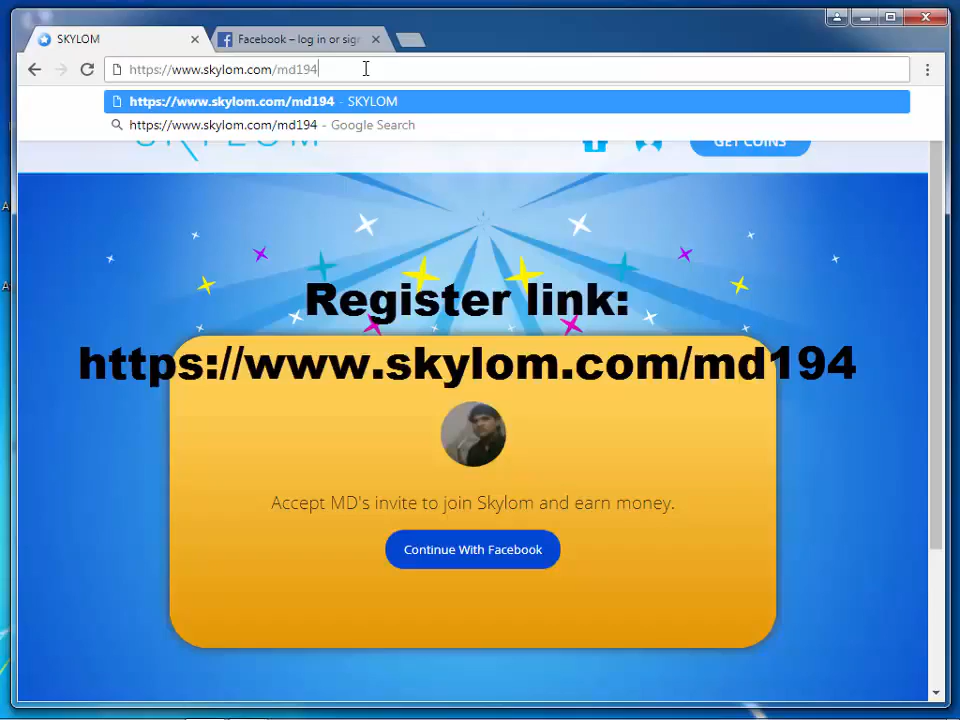 SKYLOM
Facebook – log in or sig
https://www.skylom.com/md194
https://www.skylom.com/md194 - SKYLOM
https://www.skylom.com/md194 - Google Search
GET COINS
Register link:
https://www.skylom.com/md194
Accept MD's invite to join Skylom and earn money.
Continue With Facebook